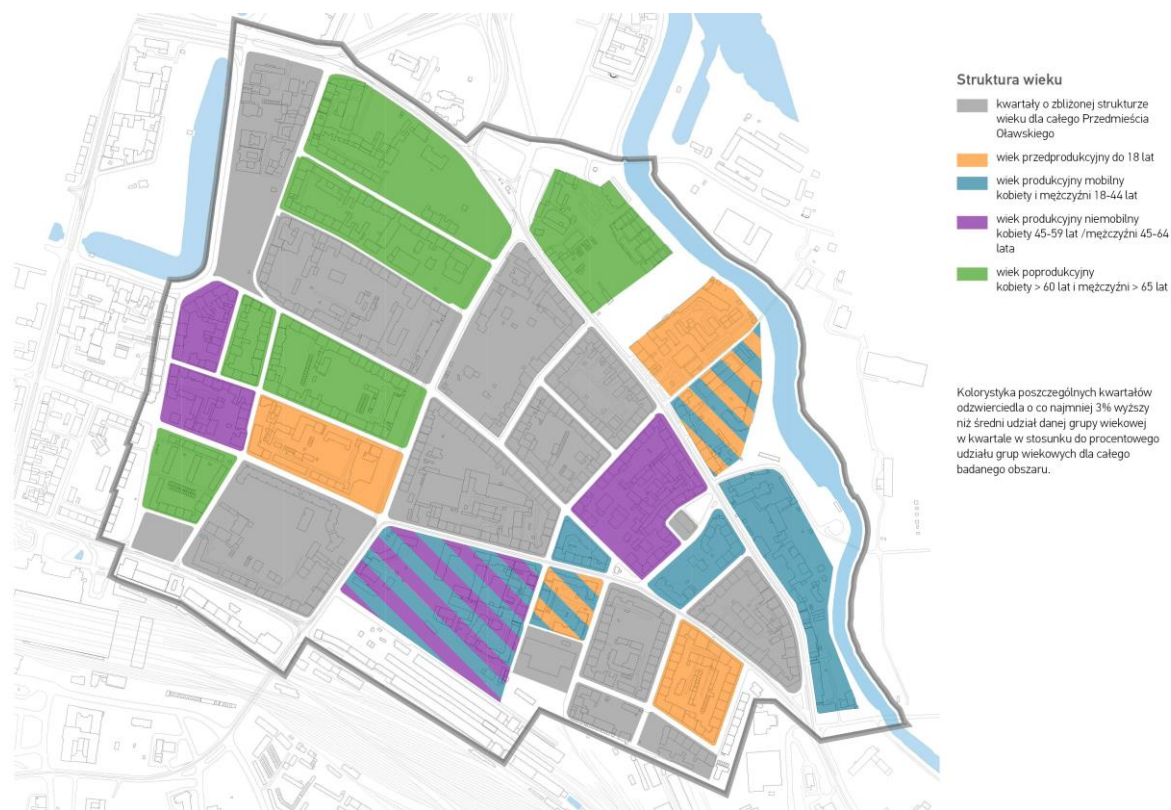 Struktura wieku
kwartały o zbliżonej strukturze
wieku dla całego Przedmieścia
Oławskiego
wiek przedprodukcyjny do 18 lat
wiek produkcyjny mobilny
kobiety i mężczyźni 18-44 lat
wiek produkcyjny niemobilny
kobiety 45-59 lat /mężczyźni 45-64
lata
wiek poprodukcyjny
kobiety > 60 lat i mężczyźni > 65 lat
Kolorystyka poszczególnych kwartałów
odzwierciedla o co najmniej 3% wyższy
niż średni udział danej grupy wiekowej
w kwartale w stosunku do procentowego
udziału grup wiekowych dla całego
badanego obszaru.